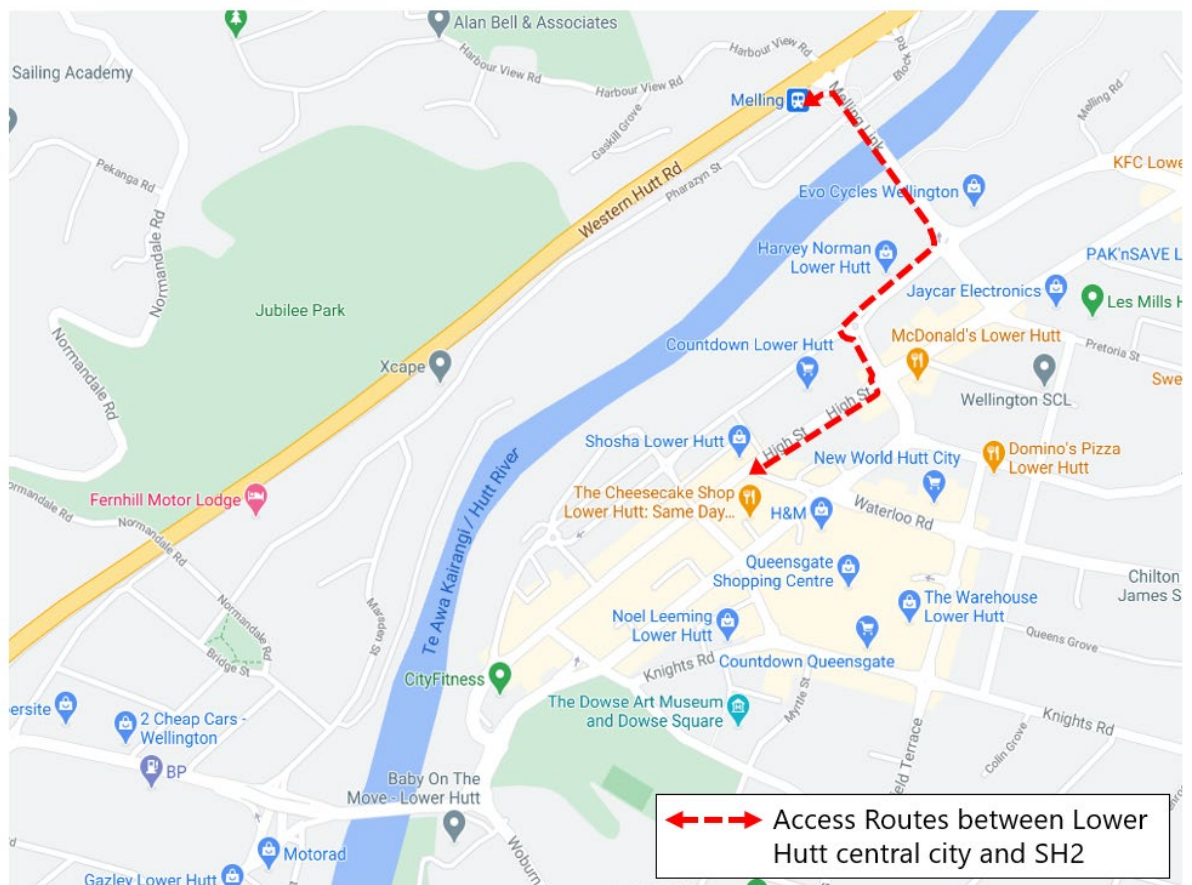 Alan Bell & Associates
Sailing Academy
Harbour View Rd
Harbour View Rd
Block Rd
Melling
Melling Link
Melling Rd
Gaskill Grove
Pekanga Rd
Normandale Rd
Western Hutt Rd
Pharazyn St
KFC Lowe
Evo Cycles Wellington
Harvey Norman
Lower Hutt
PAK'nSAVE L
Jaycar Electronics
Les Mills H
Jubilee Park
Normandale Rd
Countdown Lower Hutt
McDonald's Lower Hutt
Pretoria St
Xcape
Wellington SCL
Swe
High St
High St
Shosha Lower Hutt
New World Hutt City
Domino's Pizza
Lower Hutt
Fernhill Motor Lodge
The Cheesecake Shop
Lower Hutt: Same Day...
H&M
Waterloo Rd
Normandale Rd
Normandale Rd
Te Awa Kairangi / Hutt River
Queensgate
Shopping Centre
Chilton
James S
The Warehouse
Lower Hutt
Marsden St
Normandale Rd
Bridge St
Noel Leeming
Lower Hutt
Queens Grove
Knights Rd
Countdown Queensgate
CityFitness
The Dowse Art Museum
and Dowse Square
Myrtle St
Knights Rd
persite
2 Cheap Cars -
Wellington
Colin Grove
eld Terrace
BP
Baby On The
Move - Lower Hutt
Woburn
Motorad
Gazley Lower Hutt
Access Routes between Lower
Hutt central city and SH2